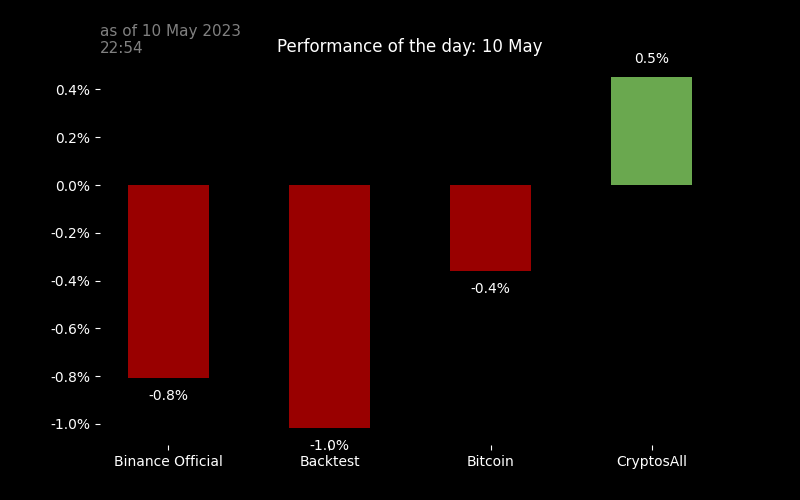 as of 10 May 2023
22:54
Performance of the day: 10 May
0.5%
0.4%
0.2%
0.0%
-0.2%
-0.4%
-0.4%
-0.6%
-0.8%
-0.8%
-1.0%
-1.0%
Binance Official
Backtest
Bitcoin
CryptosAll